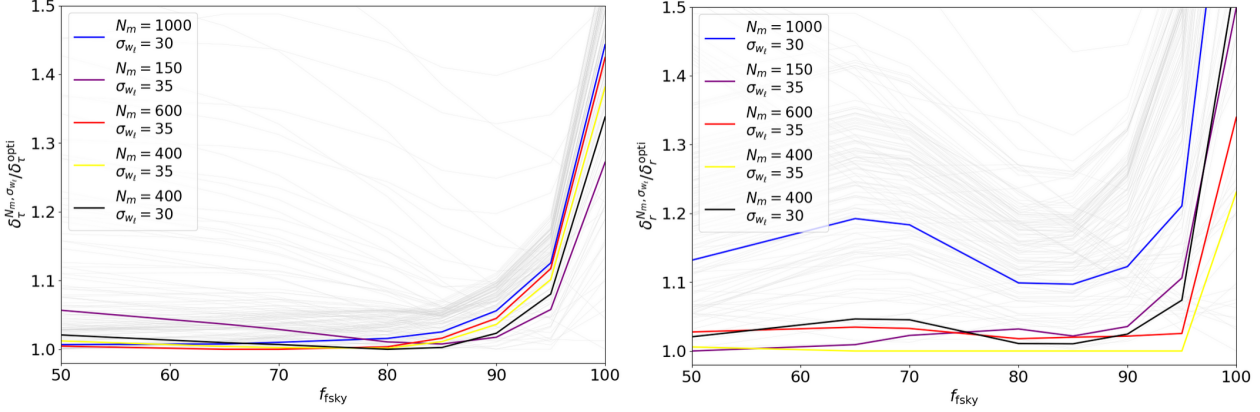 1.5
1.4
1.3
1.2
1.1
1.0
δ_τ^{N_m, σ_{w_ℓ}}/δ_τ^{opti}
N_m = 1000
σ_{w_ℓ} = 30
N_m = 150
σ_{w_ℓ} = 35
N_m = 600
σ_{w_ℓ} = 35
N_m = 400
σ_{w_ℓ} = 35
N_m = 400
σ_{w_ℓ} = 30
50 60 70 80 90 100
f_{fsky}
1.5
1.4
1.3
1.2
1.1
1.0
δ_r^{N_m, σ_{w_ℓ}}/δ_r^{opti}
N_m = 1000
σ_{w_ℓ} = 30
N_m = 150
σ_{w_ℓ} = 35
N_m = 600
σ_{w_ℓ} = 35
N_m = 400
σ_{w_ℓ} = 35
N_m = 400
σ_{w_ℓ} = 30
50 60 70 80 90 100
f_{fsky}